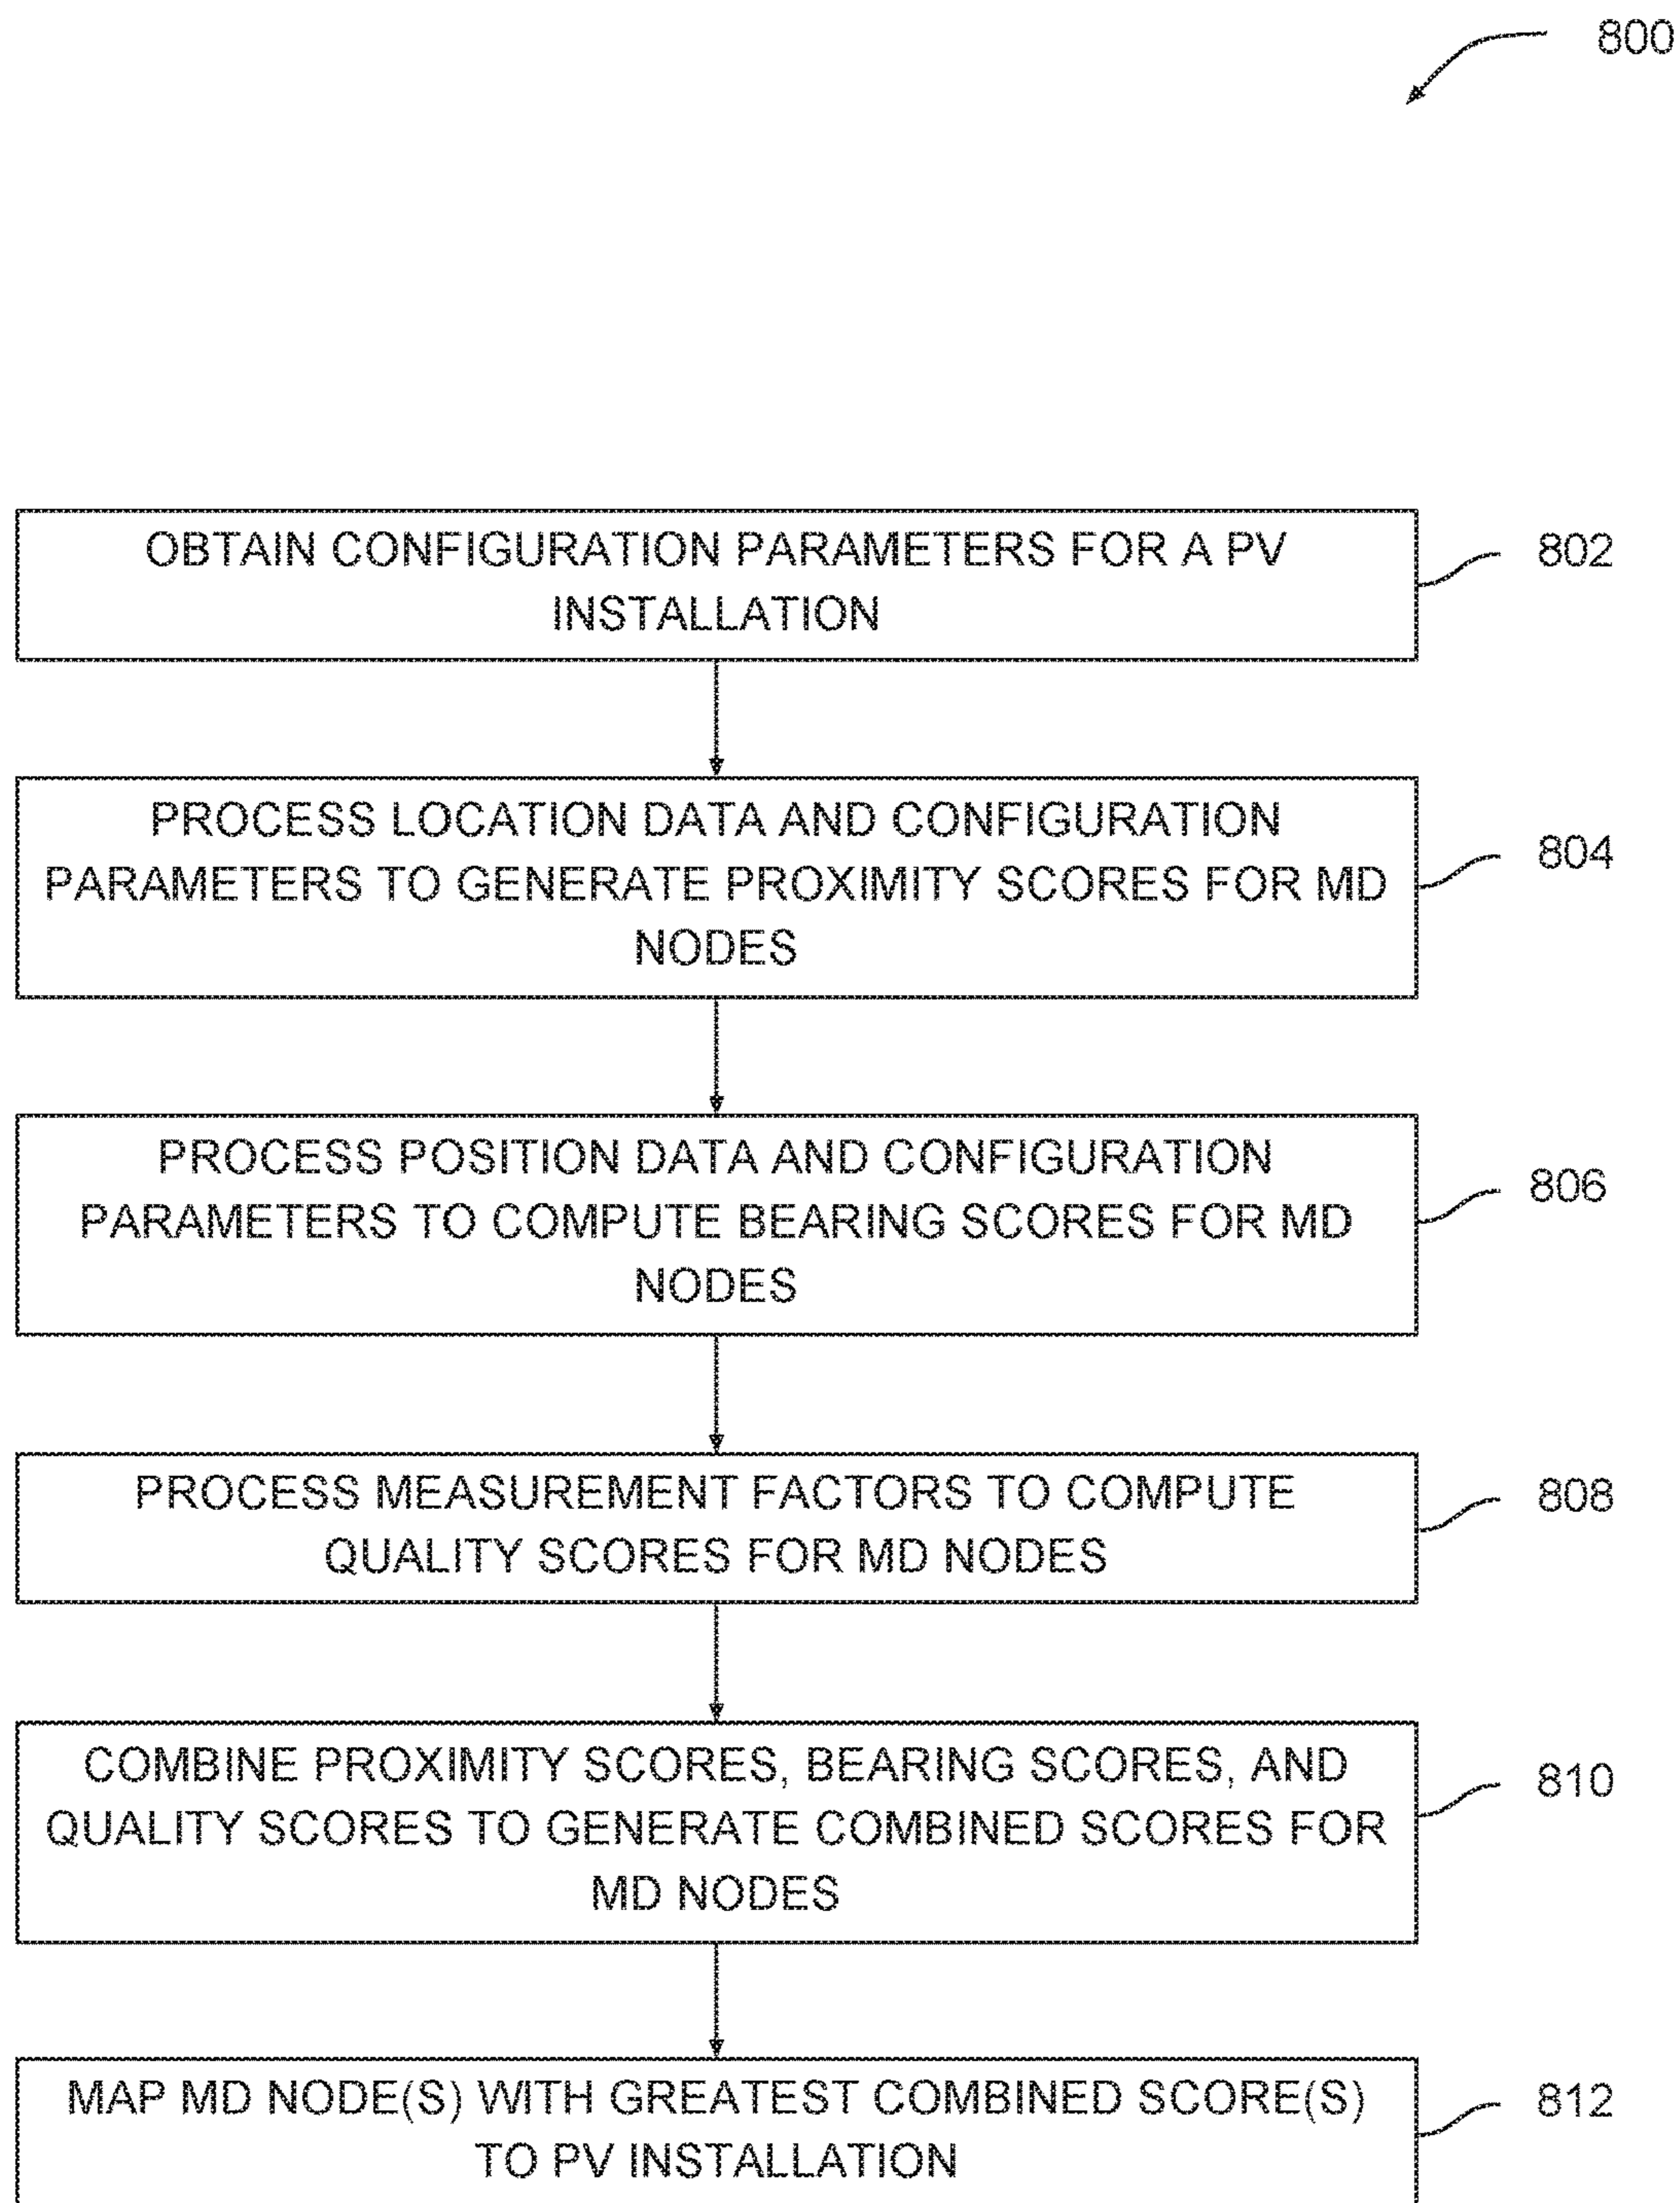 800
OBTAIN CONFIGURATION PARAMETERS FOR A PV
INSTALLATION
802
PROCESS LOCATION DATA AND CONFIGURATION
PARAMETERS TO GENERATE PROXIMITY SCORES FOR MD
NODES
804
PROCESS POSITION DATA AND CONFIGURATION
PARAMETERS TO COMPUTE BEARING SCORES FOR MD
NODES
806
PROCESS MEASUREMENT FACTORS TO COMPUTE
QUALITY SCORES FOR MD NODES
808
COMBINE PROXIMITY SCORES, BEARING SCORES, AND
QUALITY SCORES TO GENERATE COMBINED SCORES FOR
MD NODES
810
MAP MD NODE(S) WITH GREATEST COMBINED SCORE(S)
TO PV INSTALLATION
812